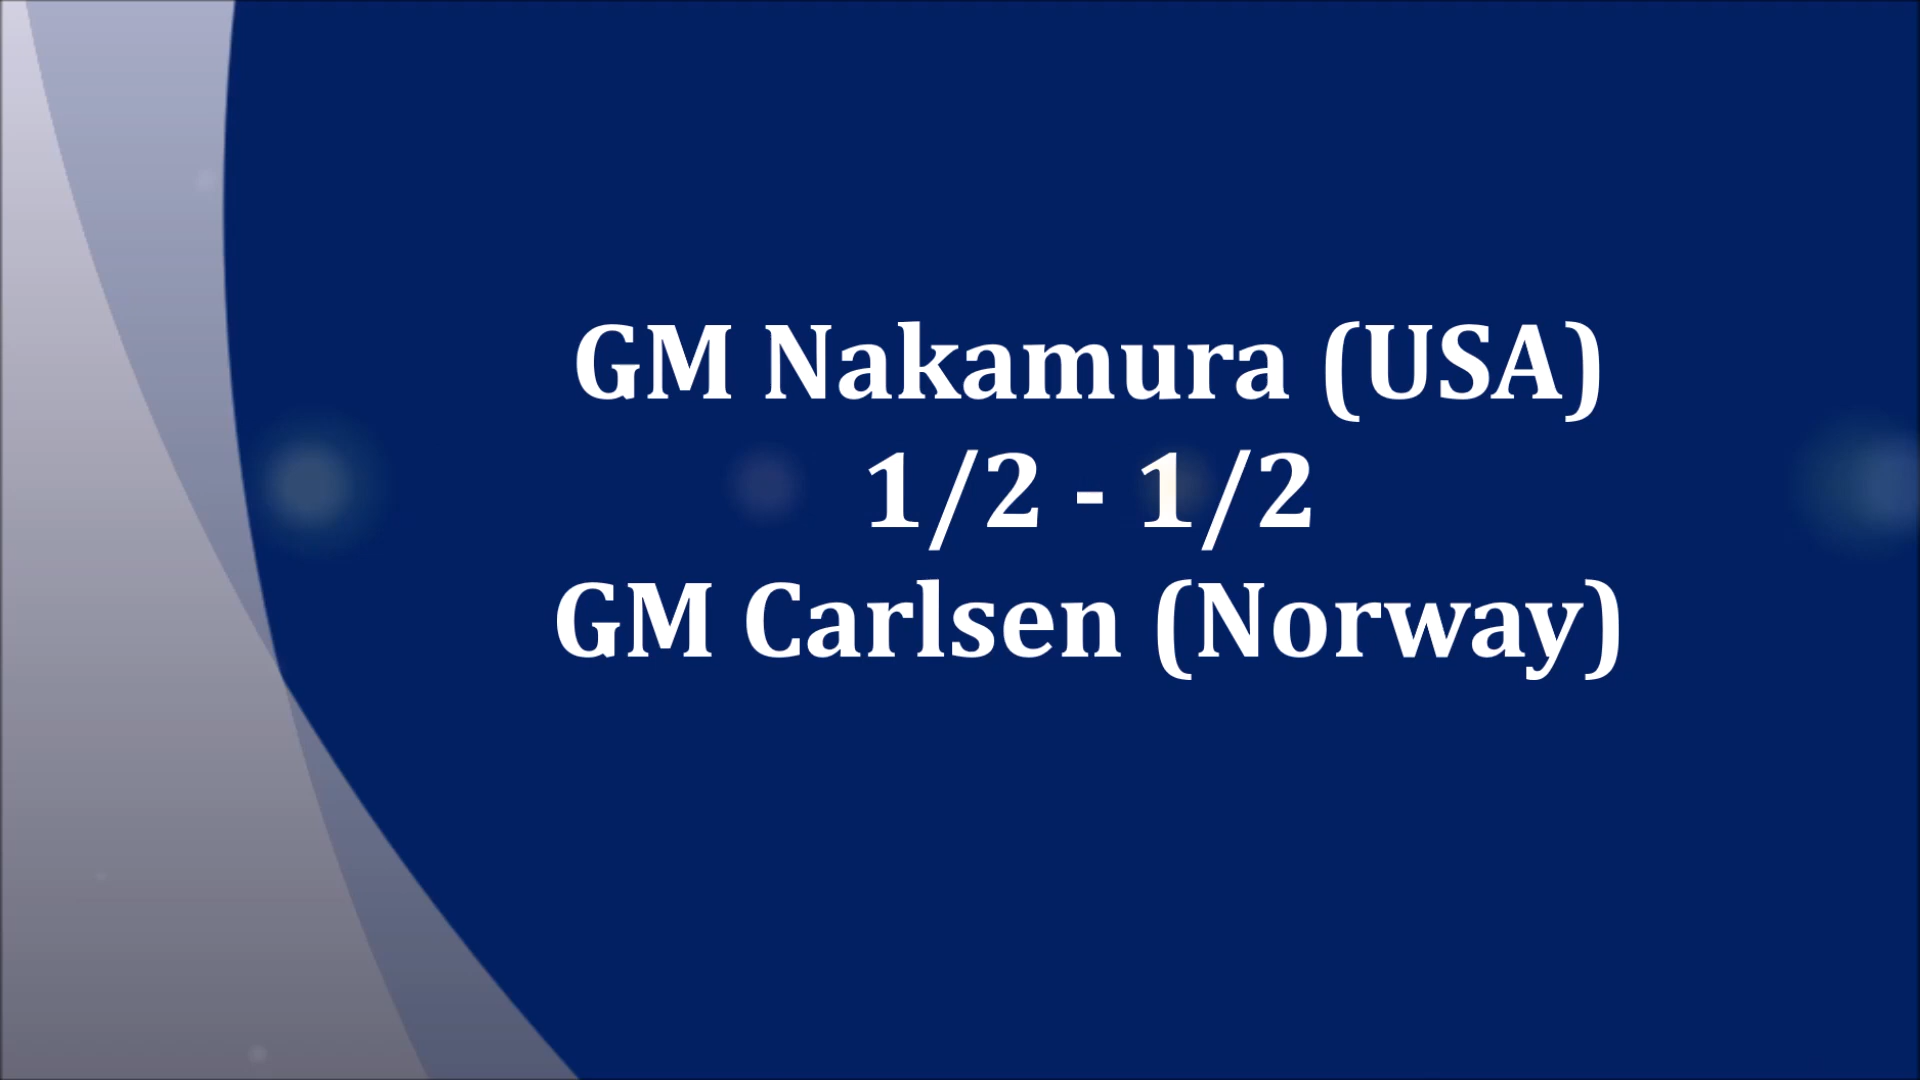 GM Nakamura (USA)
1/2 - 1/2
GM Carlsen (Norway)